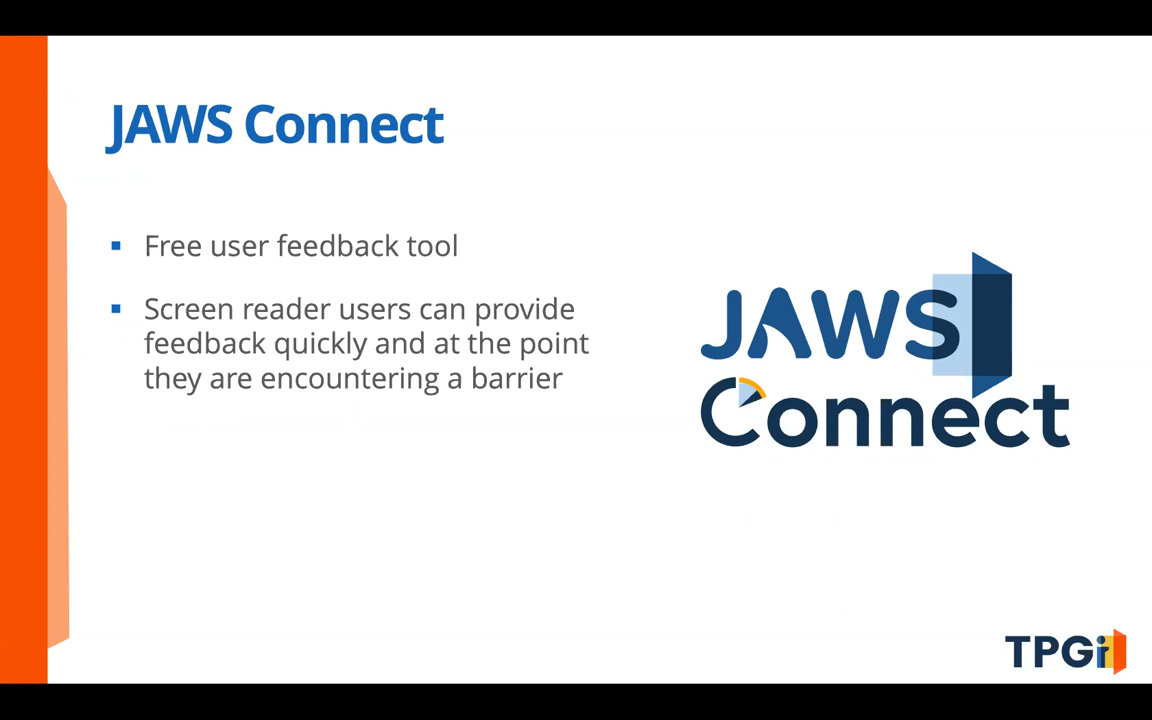 JAWS Connect
▪ Free user feedback tool
▪ Screen reader users can provide
feedback quickly and at the point
they are encountering a barrier
JAWS
Connect
TPGi